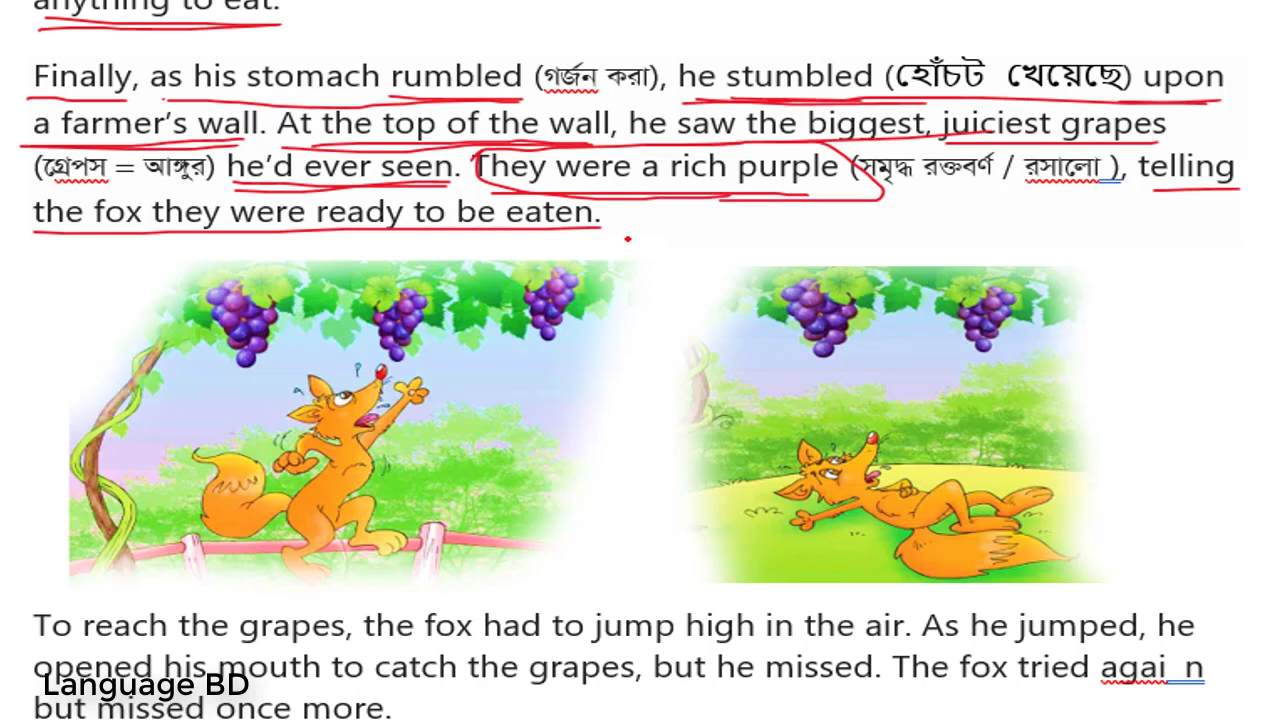 anything to eat.
Finally, as his stomach rumbled (গর্জন করা), he stumbled (হোঁচট খেয়েছে) upon
a farmer's wall. At the top of the wall, he saw the biggest, juiciest grapes
(গ্রেপস = আঙ্গুর) he'd ever seen. They were a rich purple (সমৃদ্ধ রক্তবর্ণ / রসালো ), telling
the fox they were ready to be eaten.
To reach the grapes, the fox had to jump high in the air. As he jumped, he
opened his mouth to catch the grapes, but he missed. The fox tried agai n
Language BD
but missed once more.